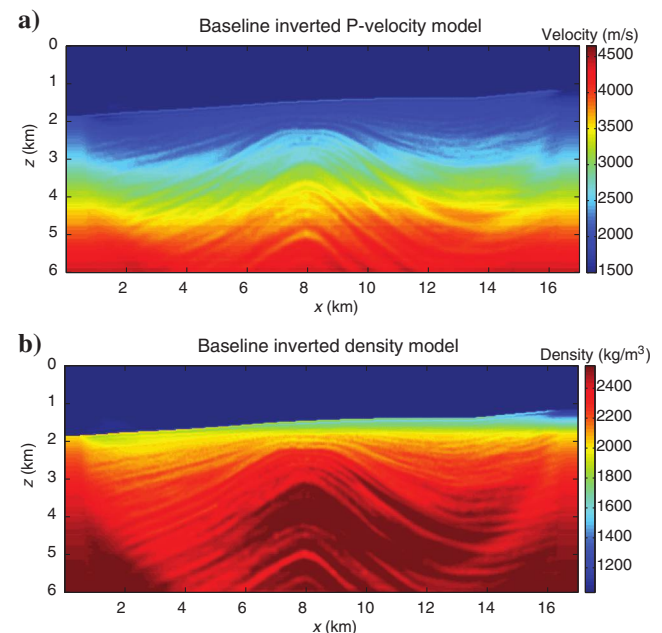 a)
Baseline inverted P-velocity model
Velocity (m/s)
0
1
2
3
4
5
6
z (km)
2 4 6 8 10 12 14 16
x (km)
4500
4000
3500
3000
2500
2000
1500
b)
Baseline inverted density model
Density (kg/m³)
0
1
2
3
4
5
6
z (km)
2 4 6 8 10 12 14 16
x (km)
2400
2200
2000
1800
1600
1400
1200